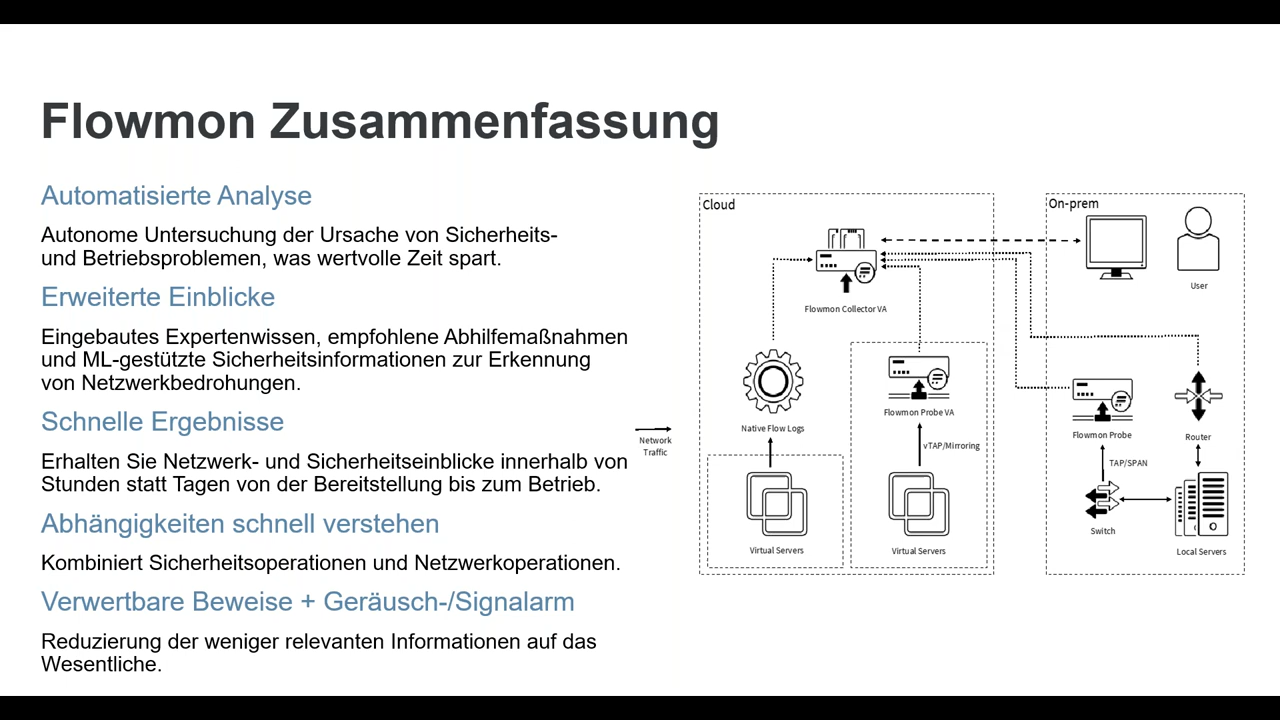 Flowmon Zusammenfassung
Automatisierte Analyse
Autonome Untersuchung der Ursache von Sicherheits-
und Betriebsproblemen, was wertvolle Zeit spart.
Erweiterte Einblicke
Eingebautes Expertenwissen, empfohlene Abhilfemaßnahmen
und ML-gestützte Sicherheitsinformationen zur Erkennung
von Netzwerkbedrohungen.
Schnelle Ergebnisse
Erhalten Sie Netzwerk- und Sicherheitseinblicke innerhalb von
Stunden statt Tagen von der Bereitstellung bis zum Betrieb.
Abhängigkeiten schnell verstehen
Kombiniert Sicherheitsoperationen und Netzwerkoperationen.
Verwertbare Beweise + Geräusch-/Signalarm
Reduzierung der weniger relevanten Informationen auf das
Wesentliche.
Network
Traffic
Cloud
Flowmon Collector VA
Native Flow Logs
Virtual Servers
Flowmon Probe VA
vTAP/Mirroring
Virtual Servers
On-prem
User
Flowmon Probe
Router
TAP/SPAN
Switch
Local Servers